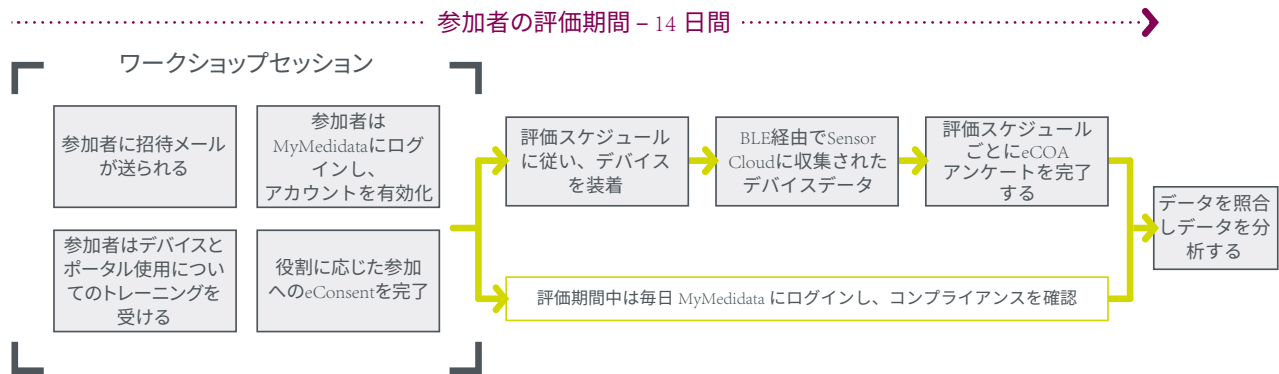 参加者の評価期間 – 14 日間
ワークショップセッション
参加者に招待メール
が送られる
参加者は
MyMedidataにログ
インし、
アカウントを有効化
参加者はデバイスと
ポータル使用につい
てのトレーニングを
受ける
役割に応じた参加
へのeConsentを完了
評価スケジュール
に従い、デバイス
を装着
BLE経由でSensor
Cloudに収集された
デバイスデータ
評価スケジュール
ごとにeCOA
アンケートを完了
する
評価期間中は毎日 MyMedidata にログインし、コンプライアンスを確認
データを照合
しデータを分
析する